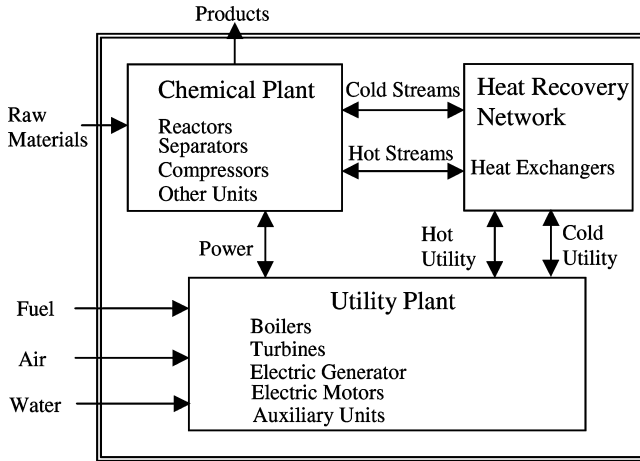 Products
Chemical Plant
Reactors
Separators
Compressors
Other Units
Raw
Materials
Cold Streams
Hot Streams
Heat Recovery
Network
Heat Exchangers
Power
Hot
Utility
Cold
Utility
Fuel
Air
Water
Utility Plant
Boilers
Turbines
Electric Generator
Electric Motors
Auxiliary Units